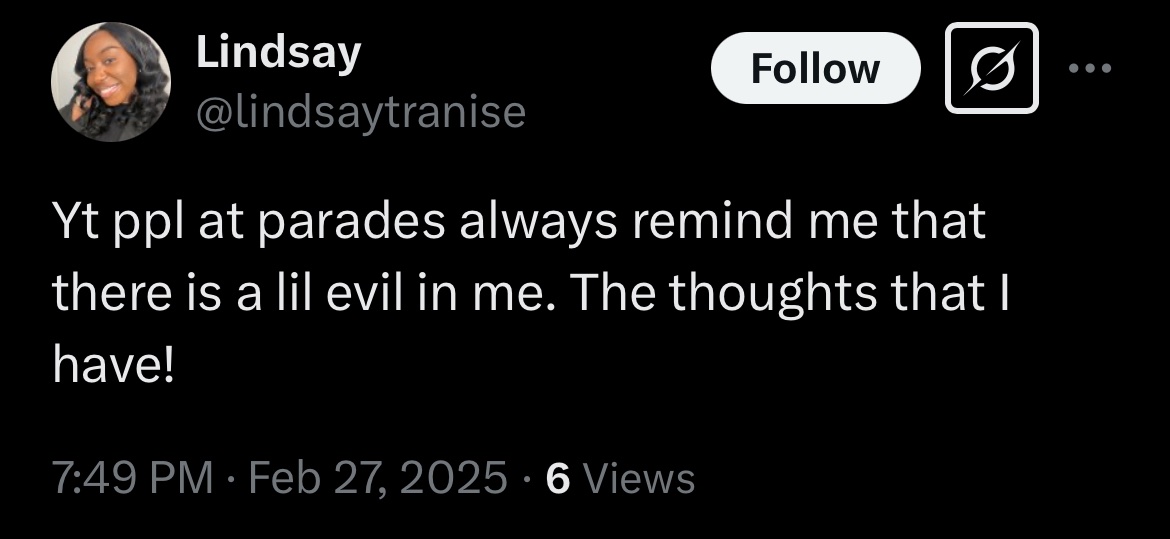 Lindsay
@lindsaytranise
Follow
Yt ppl at parades always remind me that
there is a lil evil in me. The thoughts that I
have!
7:49 PM · Feb 27, 2025 · 6 Views